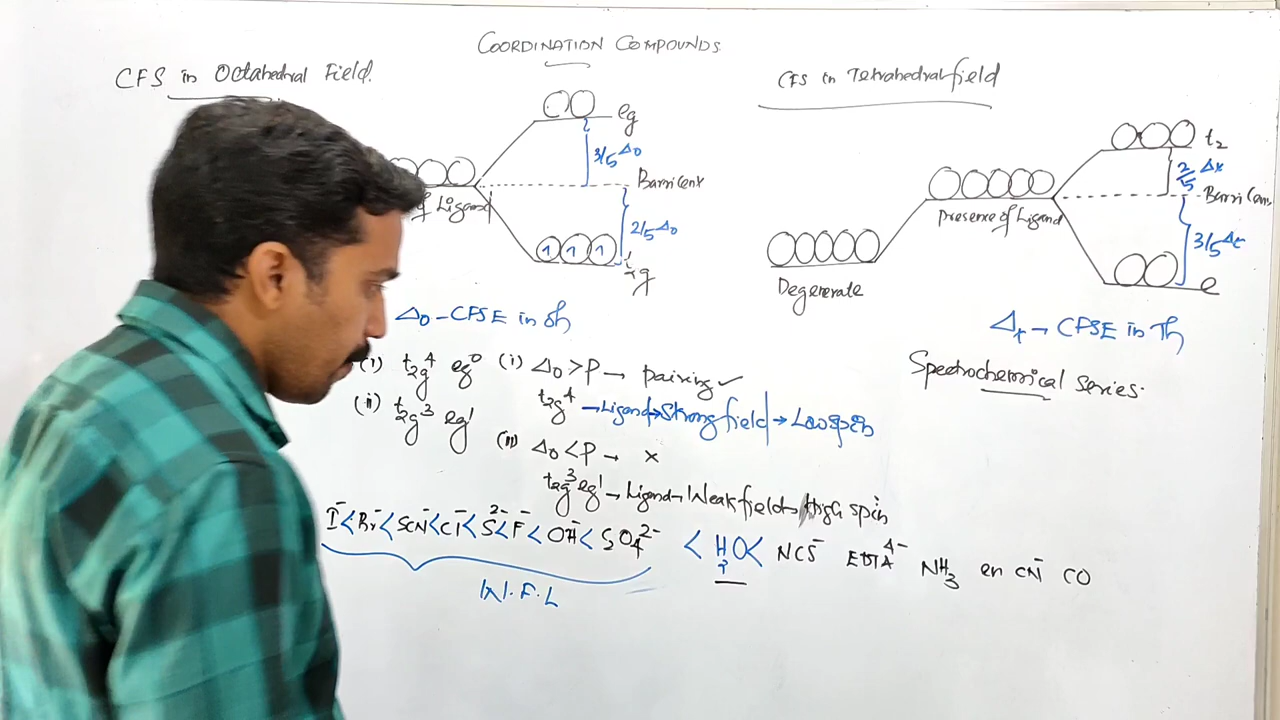 COORDINATION COMPOUNDS
CFS in Octahedral Field.
eg
3/5 Δo
Barricent
of Ligand
2/5 Δo
1 1 1
t2g
Δo - CFSE in Oh
(i) t2g⁴ eg⁰ (i) Δo > P → pairing ✓
t2g⁴ → Ligand → Strong field → Low spin
(ii) t2g³ eg¹
(ii) Δo < P → ×
t2g³ eg¹ → Ligand → Weak field → High spin
CFS in Tetrahedral field
t2
2/5 Δt
Barricen
Presence of Ligand
3/5 Δt
Degenerate
e
Δt → CFSE in Th
Spectrochemical series.
I⁻ < Br⁻ < SCN⁻ < Cl⁻ < S²⁻ < F⁻ < OH⁻ < SO4²⁻ < H2O < NCS⁻ EDTA⁴⁻ NH3 en CN⁻ CO
W.F.L